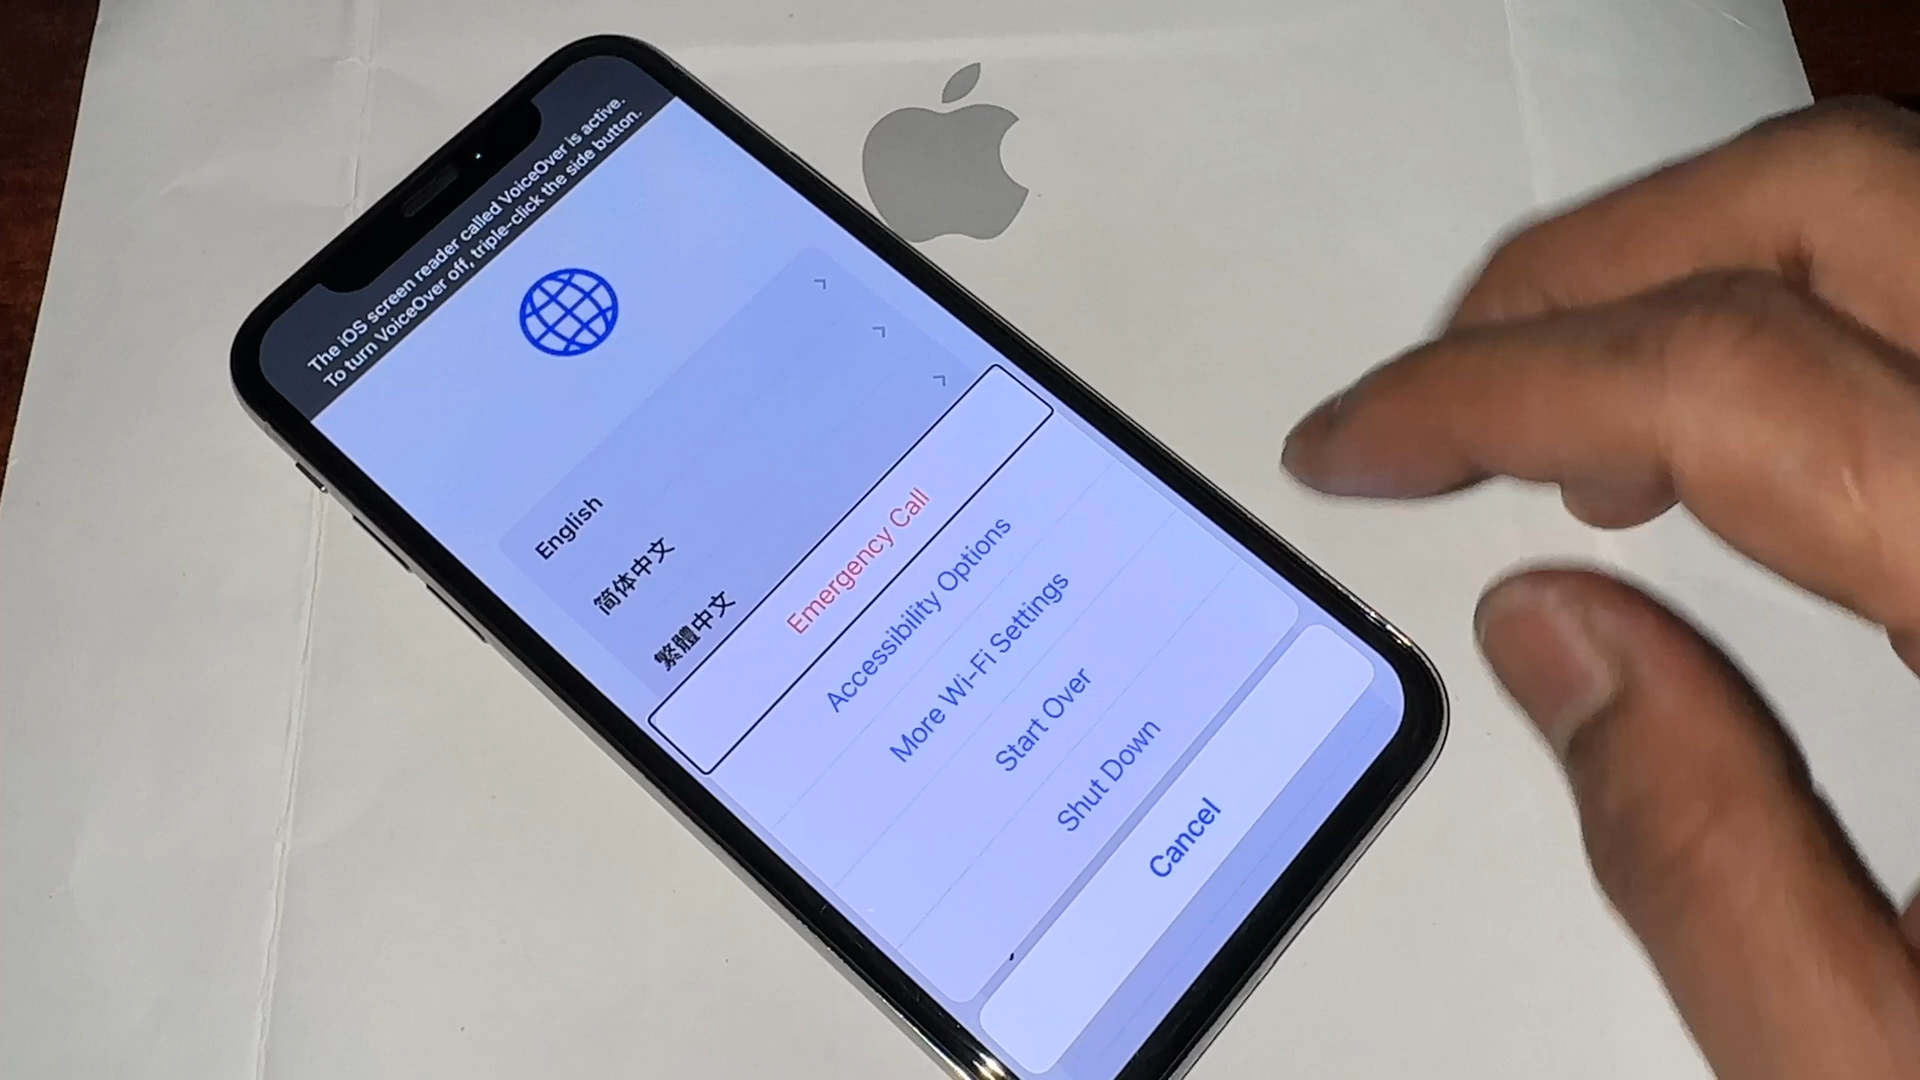 The iOS screen reader called VoiceOver is active.
To turn VoiceOver off, triple-click the side button.
English
简体中文
繁體中文
Emergency Call
Accessibility Options
More Wi-Fi Settings
Start Over
Shut Down
Cancel